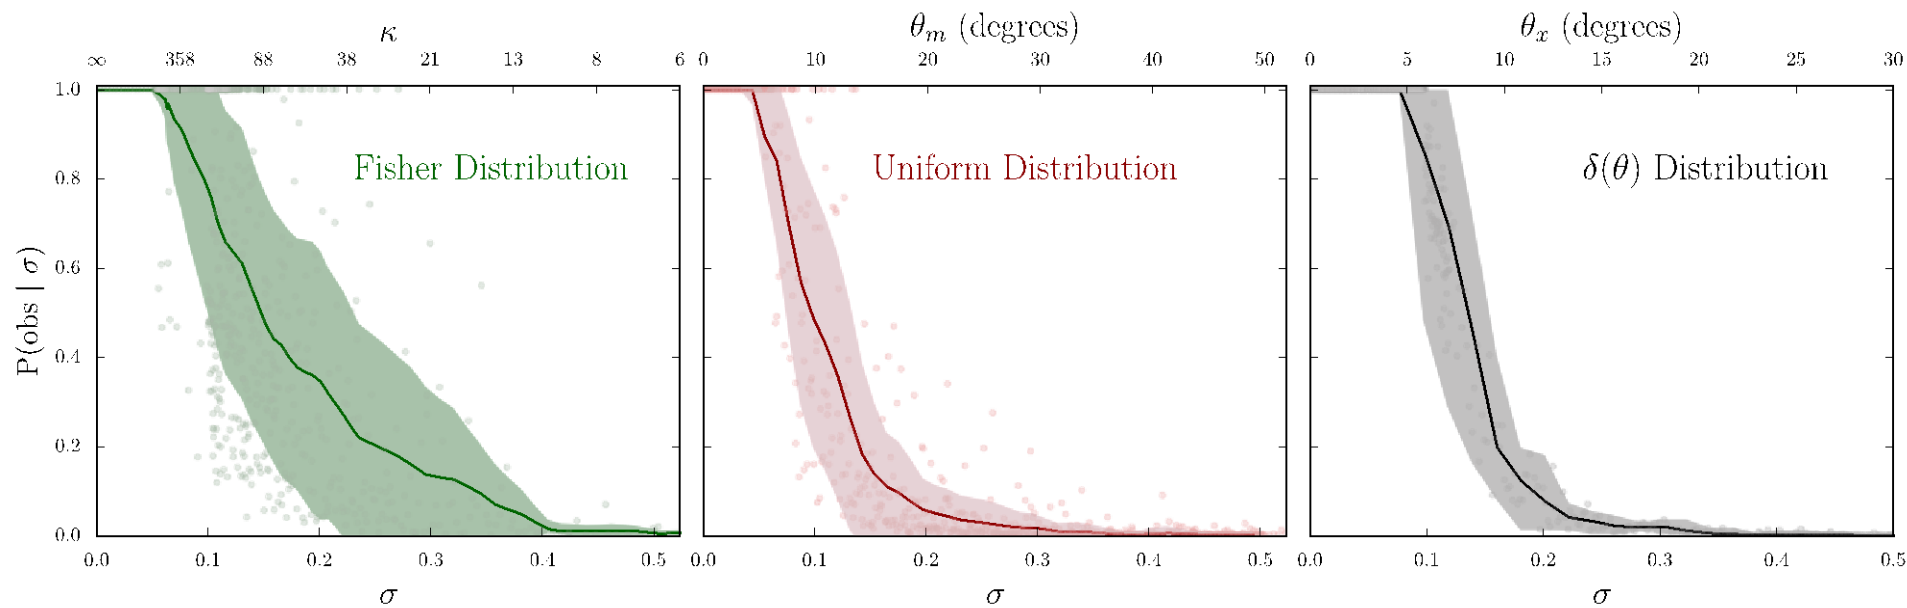 κ
∞ 358 88 38 21 13 8 6
θ_m (degrees)
0 10 20 30 40 50
θ_x (degrees)
0 5 10 15 20 25 30
P(obs | σ)
1.0
0.8
0.6
0.4
0.2
0.0
Fisher Distribution
Uniform Distribution
δ(θ) Distribution
0.0 0.1 0.2 0.3 0.4 0.5
σ
0.0 0.1 0.2 0.3 0.4 0.5
σ
0.0 0.1 0.2 0.3 0.4 0.5
σ